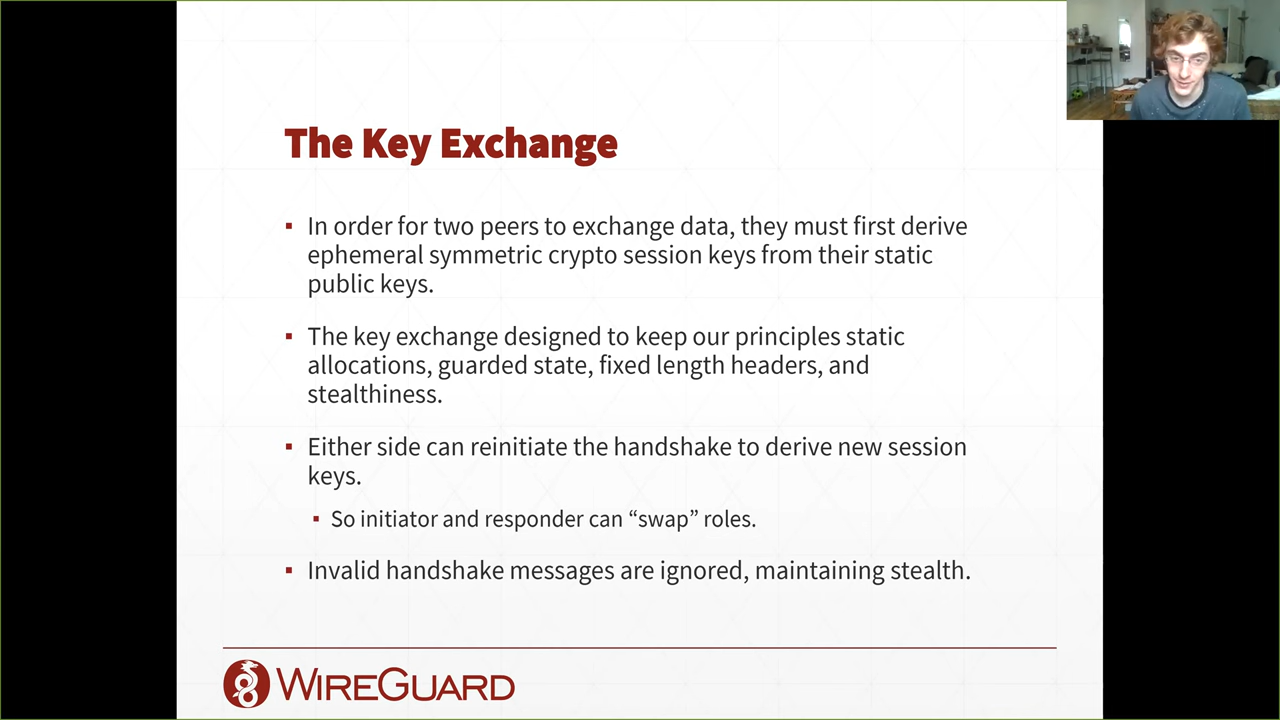 The Key Exchange
▪ In order for two peers to exchange data, they must first derive
ephemeral symmetric crypto session keys from their static
public keys.
▪ The key exchange designed to keep our principles static
allocations, guarded state, fixed length headers, and
stealthiness.
▪ Either side can reinitiate the handshake to derive new session
keys.
▪ So initiator and responder can “swap” roles.
▪ Invalid handshake messages are ignored, maintaining stealth.
WIREGUARD